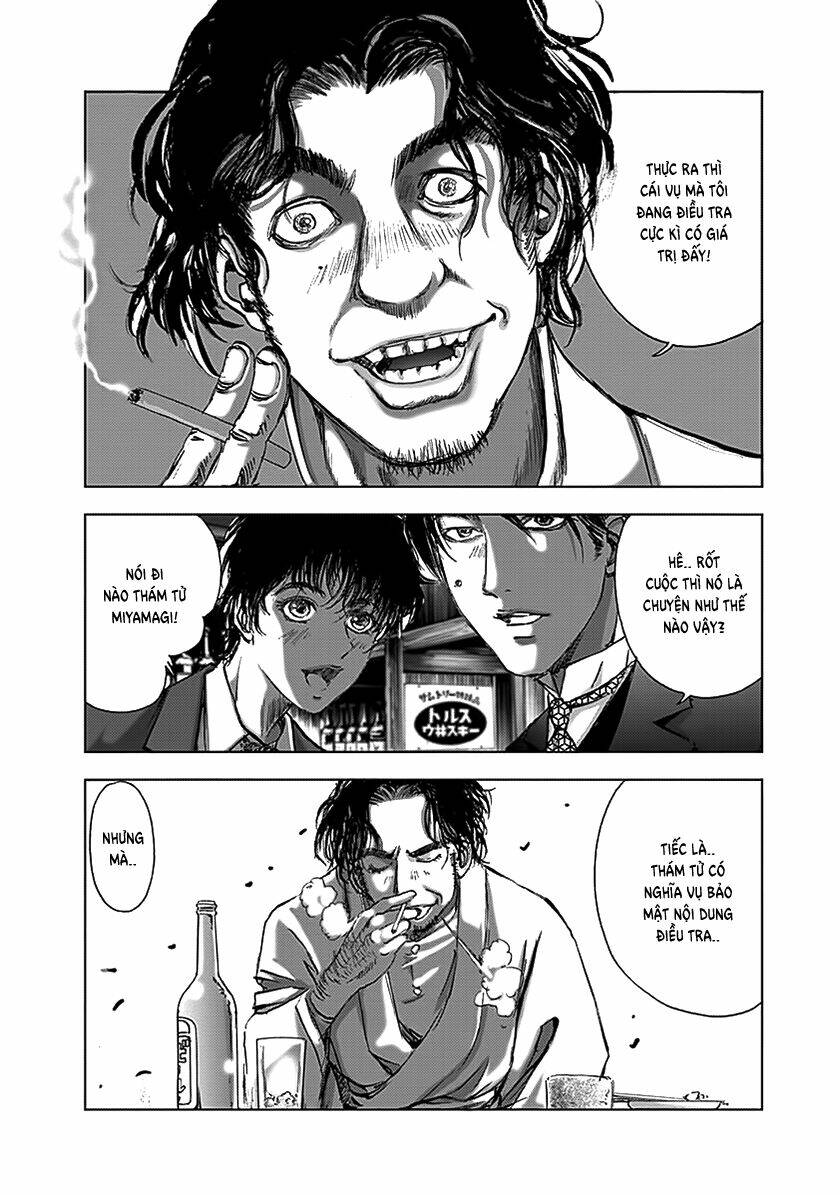 THỰC RA THÌ
CÁI VỤ MÀ TÔI
ĐANG ĐIỀU TRA
CỰC KÌ CÓ GIÁ
TRỊ ĐẤY!
HÊ.. RỐT
CUỘC THÌ NÓ LÀ
CHUYỆN NHƯ THẾ
NÀO VẬY?
NÓI ĐI
NÀO THÁM TỬ
MIYAMAGI!
トルス
ウヰスキー
TIẾC LÀ..
THÁM TỬ CÓ
NGHĨA VỤ BẢO
MẬT NỘI DUNG
ĐIỀU TRA..
NHƯNG
MÀ..